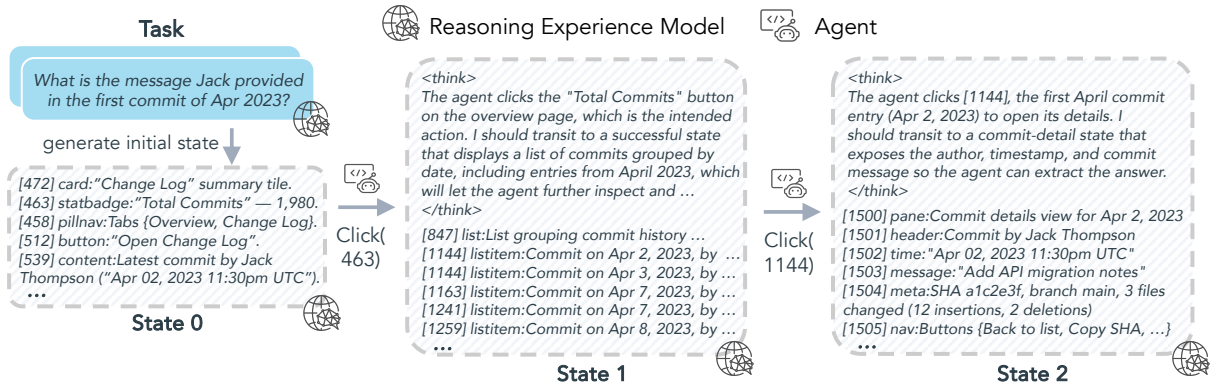 Reasoning Experience Model
Agent
Task
What is the message Jack provided
in the first commit of Apr 2023?
generate initial state
[472] card:“Change Log” summary tile.
[463] statbadge:“Total Commits” — 1,980.
[458] pillnav:Tabs {Overview, Change Log}.
[512] button:“Open Change Log”.
[539] content:Latest commit by Jack
Thompson (“Apr 02, 2023 11:30pm UTC”).
...
State 0
Click(
463)
<think>
The agent clicks the "Total Commits" button
on the overview page, which is the intended
action. I should transit to a successful state
that displays a list of commits grouped by
date, including entries from April 2023, which
will let the agent further inspect and ...
</think>
[847] list:List grouping commit history ...
[1144] listitem:Commit on Apr 2, 2023, by ...
[1144] listitem:Commit on Apr 3, 2023, by ...
[1163] listitem:Commit on Apr 7, 2023, by ...
[1241] listitem:Commit on Apr 7, 2023, by ...
[1259] listitem:Commit on Apr 8, 2023, by ...
...
State 1
Click(
1144)
<think>
The agent clicks [1144], the first April commit
entry (Apr 2, 2023) to open its details. I
should transit to a commit-detail state that
exposes the author, timestamp, and commit
message so the agent can extract the answer.
</think>
[1500] pane:Commit details view for Apr 2, 2023
[1501] header:Commit by Jack Thompson
[1502] time:"Apr 02, 2023 11:30pm UTC"
[1503] message:"Add API migration notes"
[1504] meta:SHA a1c2e3f, branch main, 3 files
changed (12 insertions, 2 deletions)
[1505] nav:Buttons {Back to list, Copy SHA, ...}
...
State 2